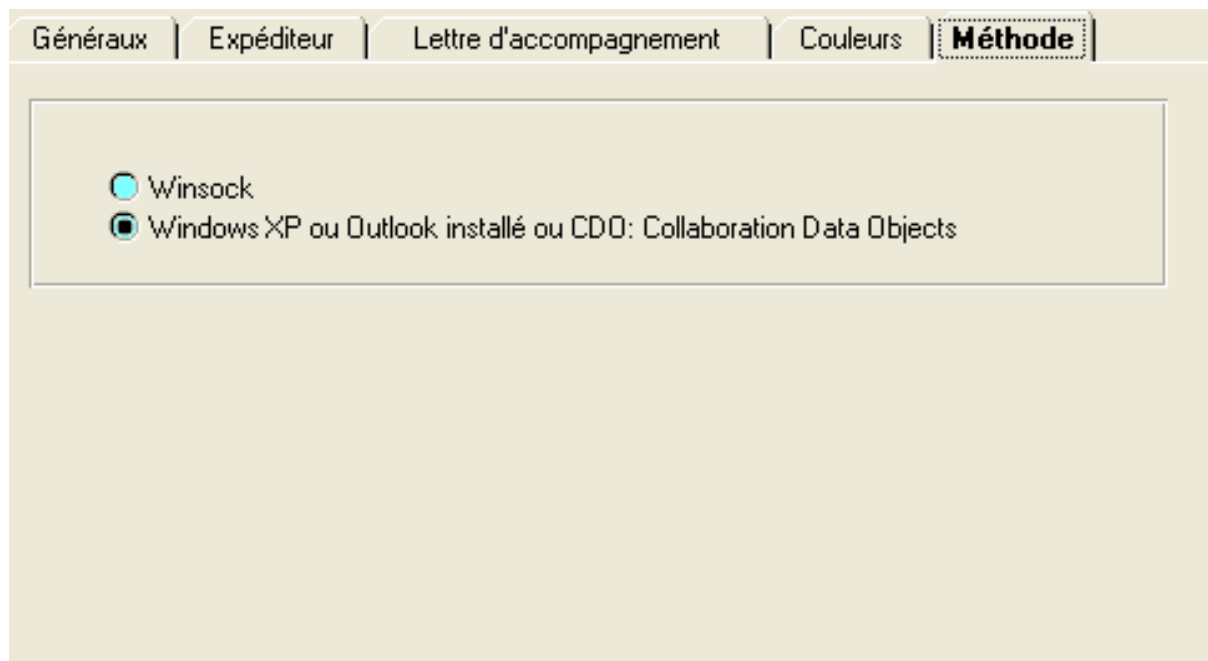 Généraux Expéditeur Lettre d'accompagnement Couleurs Méthode
Winsock
Windows XP ou Outlook installé ou CDO: Collaboration Data Objects